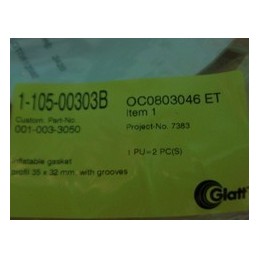 1-105-00303B
OC0803046 ET
Item 1
Custom. Part-No.
001-003-3050
Project-No. 7363
flatable gasket
1 PU=2 PC(S)
profil 35 x 32 mm with grooves
Glatt